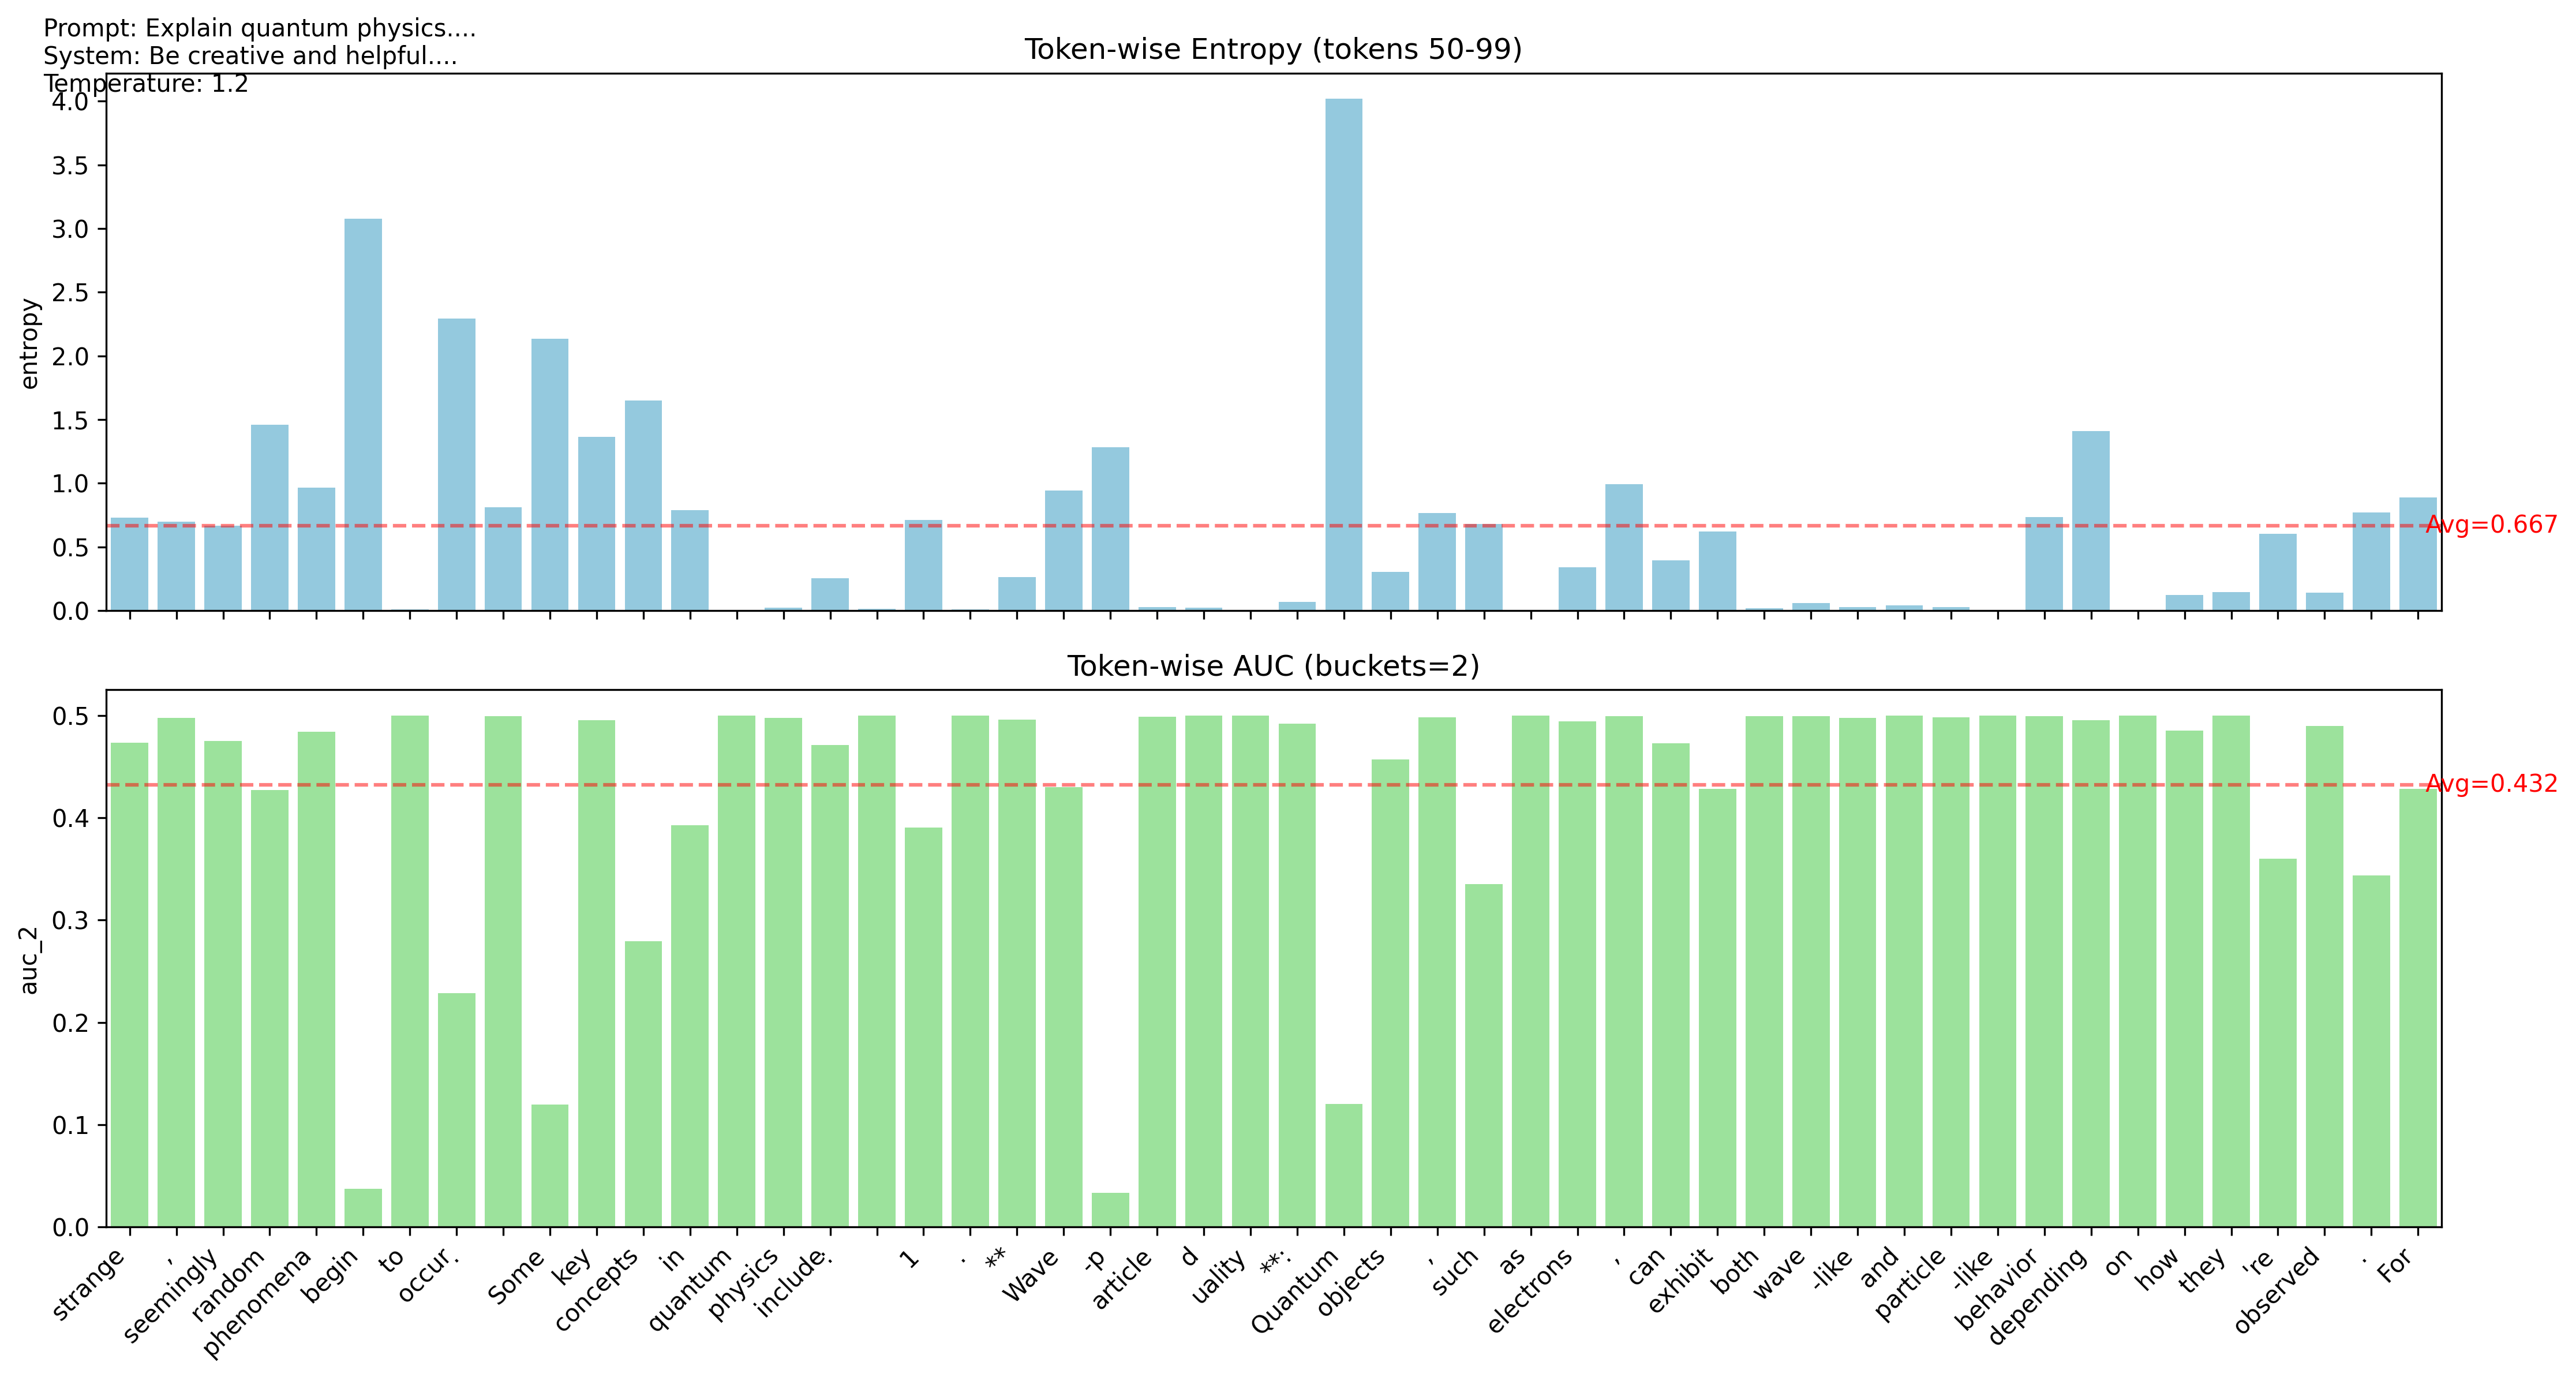 Prompt: Explain quantum physics....
System: Be creative and helpful....
Temperature: 1.2
Token-wise Entropy (tokens 50-99)
entropy
4.0
3.5
3.0
2.5
2.0
1.5
1.0
0.5
0.0
Avg=0.667
Token-wise AUC (buckets=2)
auc_2
0.5
0.4
0.3
0.2
0.1
0.0
Avg=0.432
strange
,
seemingly
random
phenomena
begin
to
occur
.
Some
key
concepts
in
quantum
physics
include
:
1
.
**
Wave
-p
article
d
uality
**:
Quantum
objects
,
such
as
electrons
,
can
exhibit
both
wave
-like
and
particle
-like
behavior
depending
on
how
they
're
observed
.
For